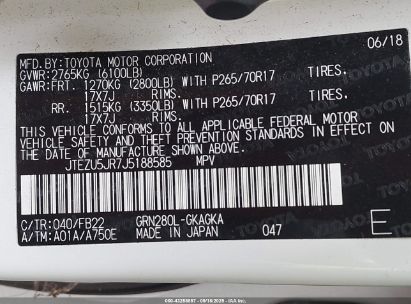 MFD.BY: TOYOTA MOTOR CORPORATION 06/18
GVWR: 2765KG (6100LB)
GAWR: FRT. 1270KG (2800LB) WITH P265/70R17 TIRES.
17X7J RIMS.
RR. 1515KG (3350LB) WITH P265/70R17 TIRES.
17X7J RIMS.
THIS VEHICLE CONFORMS TO ALL APPLICABLE FEDERAL MOTOR
VEHICLE SAFETY AND THEFT PREVENTION STANDARDS IN EFFECT
ON THE DATE OF MANUFACTURE SHOWN ABOVE.
JTEZU5JR7J5188585 MPV
C/TR: 040/FB22 GRN280L-GKAGKA
A/TM: A01A/A750E MADE IN JAPAN 047 E